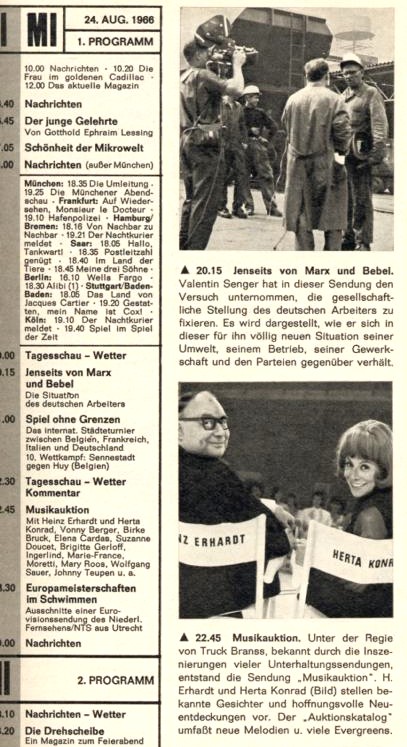 MI
24. AUG. 1966
1. PROGRAMM
10.00 Nachrichten · 10.20 Die
Frau im goldenen Cadillac ·
12.00 Das aktuelle Magazin
.40 Nachrichten
.45 Der junge Gelehrte
Von Gotthold Ephraim Lessing
.05 Schönheit der Mikrowelt
.00 Nachrichten (außer München)
München: 18.35 Die Umleitung ·
19.25 Die Münchener Abend-
schau · Frankfurt: Auf Wieder-
sehen, Monsieur le Docteur ·
19.10 Hafenpolizei · Hamburg/
Bremen: 18.16 Von Nachbar zu
Nachbar · 19.21 Der Nachtkurier
meldet · Saar: 18.05 Hallo,
Tankwart! · 18.35 Postleitzahl
genügt · 18.40 Im Land der
Tiere · 18.45 Meine drei Söhne ·
Berlin: 16.10 Wells Fargo ·
18.30 Alibi (1) · Stuttgart/Baden-
Baden: 18.05 Das Land von
Jacques Cartier · 19.20 Gestat-
ten, mein Name ist Cox! ·
Köln: 19.10 Der Nachtkurier
meldet · 19.40 Spiel im Spiel
der Zeit
.00 Tagesschau – Wetter
.15 Jenseits von Marx
und Bebel
Die Situation
des deutschen Arbeiters
.00 Spiel ohne Grenzen
Das internat. Städteturnier
zwischen Belgien, Frankreich,
Italien und Deutschland
10. Wettkampf: Sennestadt
gegen Huy (Belgien)
.30 Tagesschau – Wetter
Kommentar
.45 Musikauktion
Mit Heinz Erhardt und Herta
Konrad, Vonny Berger, Birke
Bruck, Elena Cardas, Suzanne
Doucet, Brigitte Gerloff,
Ingerlind, Marie-France,
Moretti, Mary Roos, Wolfgang
Sauer, Johnny Teupen u. a.
.30 Europameisterschaften
im Schwimmen
Ausschnitte einer Euro-
visionssendung des Niederl.
Fernsehens/NTS aus Utrecht
.00 Nachrichten
2. PROGRAMM
.10 Nachrichten – Wetter
.20 Die Drehscheibe
Ein Magazin zum Feierabend
▲ 20.15 Jenseits von Marx und Bebel.
Valentin Senger hat in dieser Sendung den
Versuch unternommen, die gesellschaft-
liche Stellung des deutschen Arbeiters zu
fixieren. Es wird dargestellt, wie er sich in
dieser für ihn völlig neuen Situation seiner
Umwelt, seinem Betrieb, seiner Gewerk-
schaft und den Parteien gegenüber verhält.
NZ ERHARDT
HERTA KONR
▲ 22.45 Musikauktion. Unter der Regie
von Truck Branss, bekannt durch die Insze-
nierungen vieler Unterhaltungssendungen,
entstand die Sendung „Musikauktion“. H.
Erhardt und Herta Konrad (Bild) stellen be-
kannte Gesichter und hoffnungsvolle Neu-
entdeckungen vor. Der „Auktionskatalog“
umfaßt neue Melodien u. viele Evergreens.